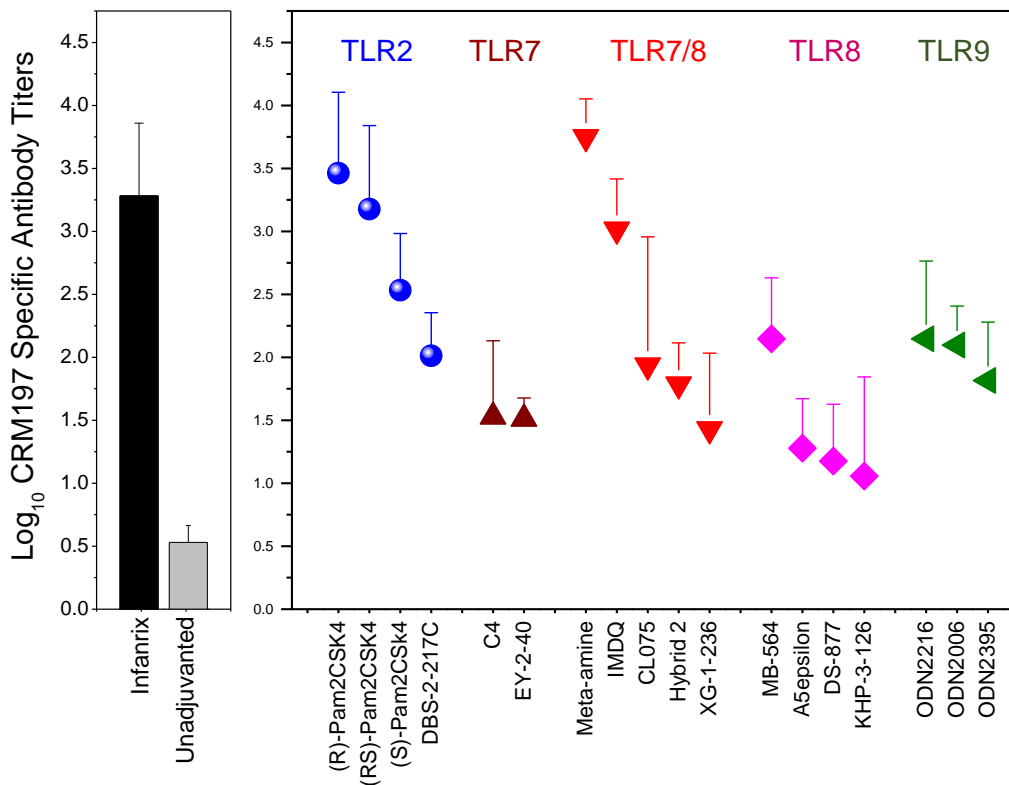 Log10 CRM197 Specific Antibody Titers
4.5
4.0
3.5
3.0
2.5
2.0
1.5
1.0
0.5
0.0
Infanrix
Unadjuvanted
4.5
4.0
3.5
3.0
2.5
2.0
1.5
1.0
0.5
0.0
TLR2
TLR7
TLR7/8
TLR8
TLR9
(R)-Pam2CSK4
(RS)-Pam2CSK4
(S)-Pam2CSk4
DBS-2-217C
C4
EY-2-40
Meta-amine
IMDQ
CL075
Hybrid 2
XG-1-236
MB-564
A5epsilon
DS-877
KHP-3-126
ODN2216
ODN2006
ODN2395